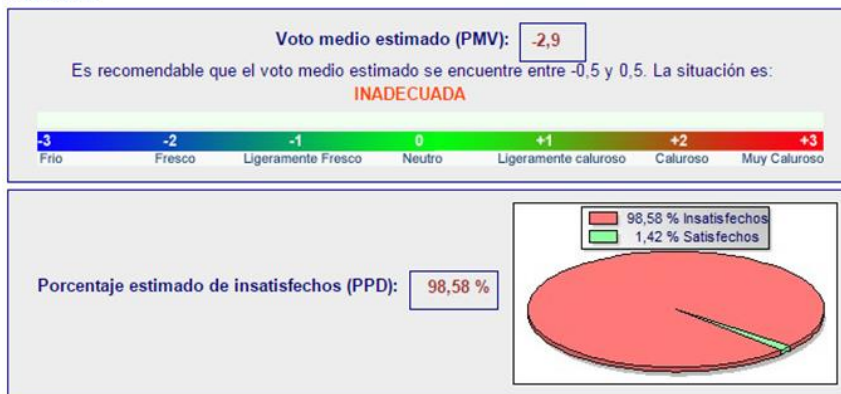 Voto medio estimado (PMV): -2,9
Es recomendable que el voto medio estimado se encuentre entre -0,5 y 0,5. La situación es:
INADECUADA
-3 -2 -1 0 +1 +2 +3
Frio Fresco Ligeramente Fresco Neutro Ligeramente caluroso Caluroso Muy Caluroso
98,58 % Insatisfechos
1,42 % Satisfechos
Porcentaje estimado de insatisfechos (PPD): 98,58 %